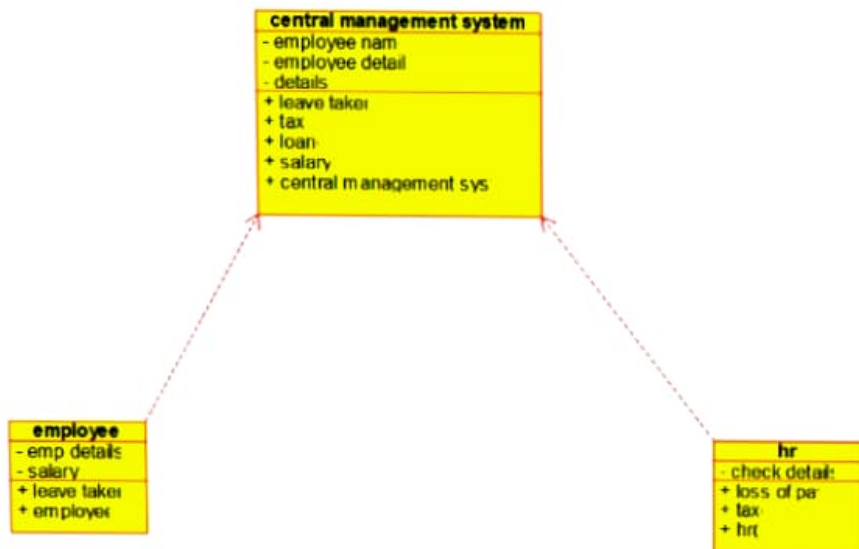 central management system
- employee nam
- employee detail
- details
+ leave taker
+ tax
+ loan
+ salary
+ central management sys
employee
- emp details
- salary
+ leave taker
+ employee
hr
- check details
+ loss of pa
+ tax
+ hr(